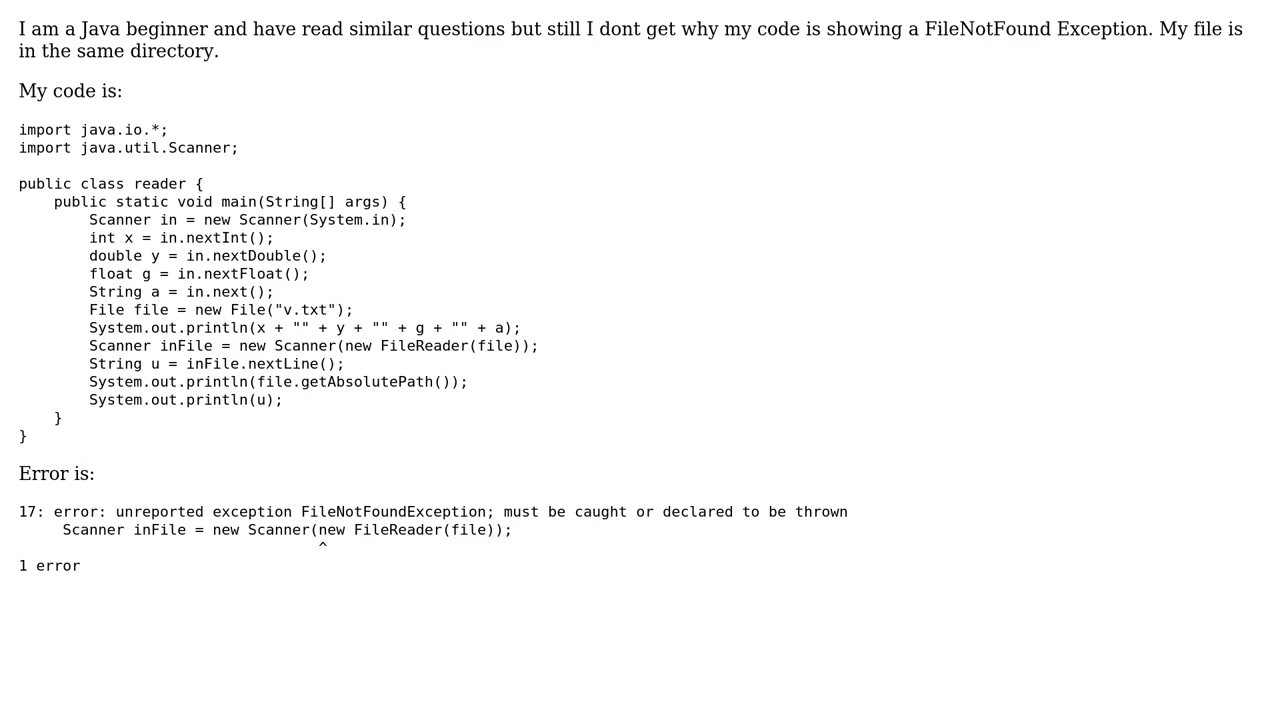 I am a Java beginner and have read similar questions but still I dont get why my code is showing a FileNotFound Exception. My file is
in the same directory.
My code is:
import java.io.*;
import java.util.Scanner;
public class reader {
    public static void main(String[] args) {
        Scanner in = new Scanner(System.in);
        int x = in.nextInt();
        double y = in.nextDouble();
        float g = in.nextFloat();
        String a = in.next();
        File file = new File("v.txt");
        System.out.println(x + "" + y + "" + g + "" + a);
        Scanner inFile = new Scanner(new FileReader(file));
        String u = inFile.nextLine();
        System.out.println(file.getAbsolutePath());
        System.out.println(u);
    }
}
Error is:
17: error: unreported exception FileNotFoundException; must be caught or declared to be thrown
     Scanner inFile = new Scanner(new FileReader(file));
                                  ^
1 error